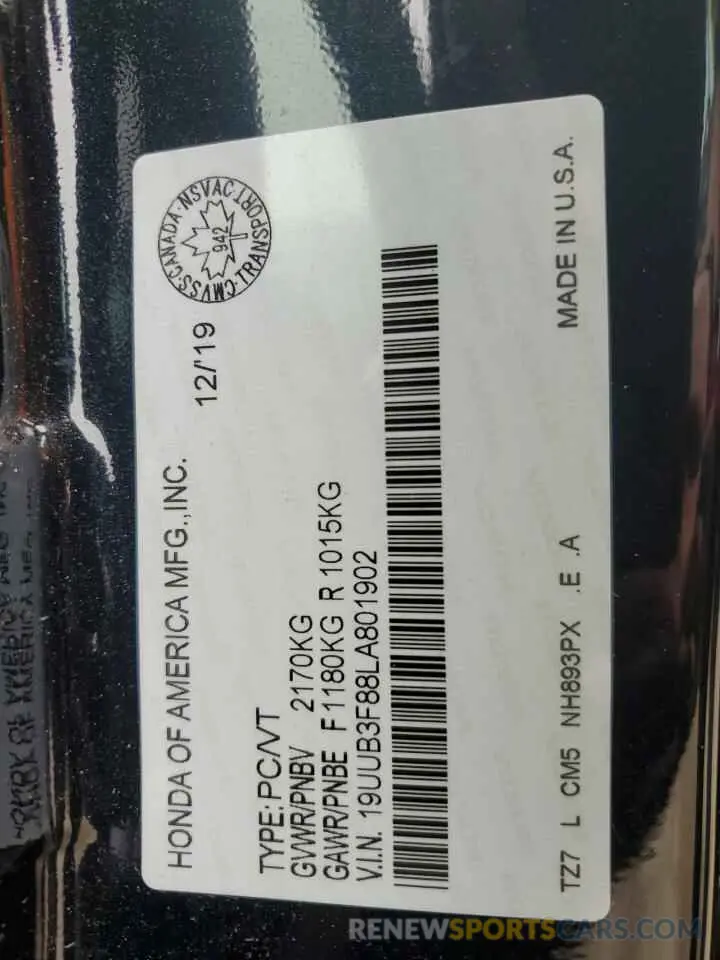 HONDA OF AMERICA MFG.,INC. 12/'19
CMVSS·CANADA·NSVAC·TRANSPORT·
942
TYPE: PC/VT
GVWR/PNBV 2170KG
GAWR/PNBE F1180KG R 1015KG
V.I.N. 19UUB3F88LA801902
TZ7 L CM5 NH893PX .E .A MADE IN U.S.A.
RENEWSPORTSCARS.COM